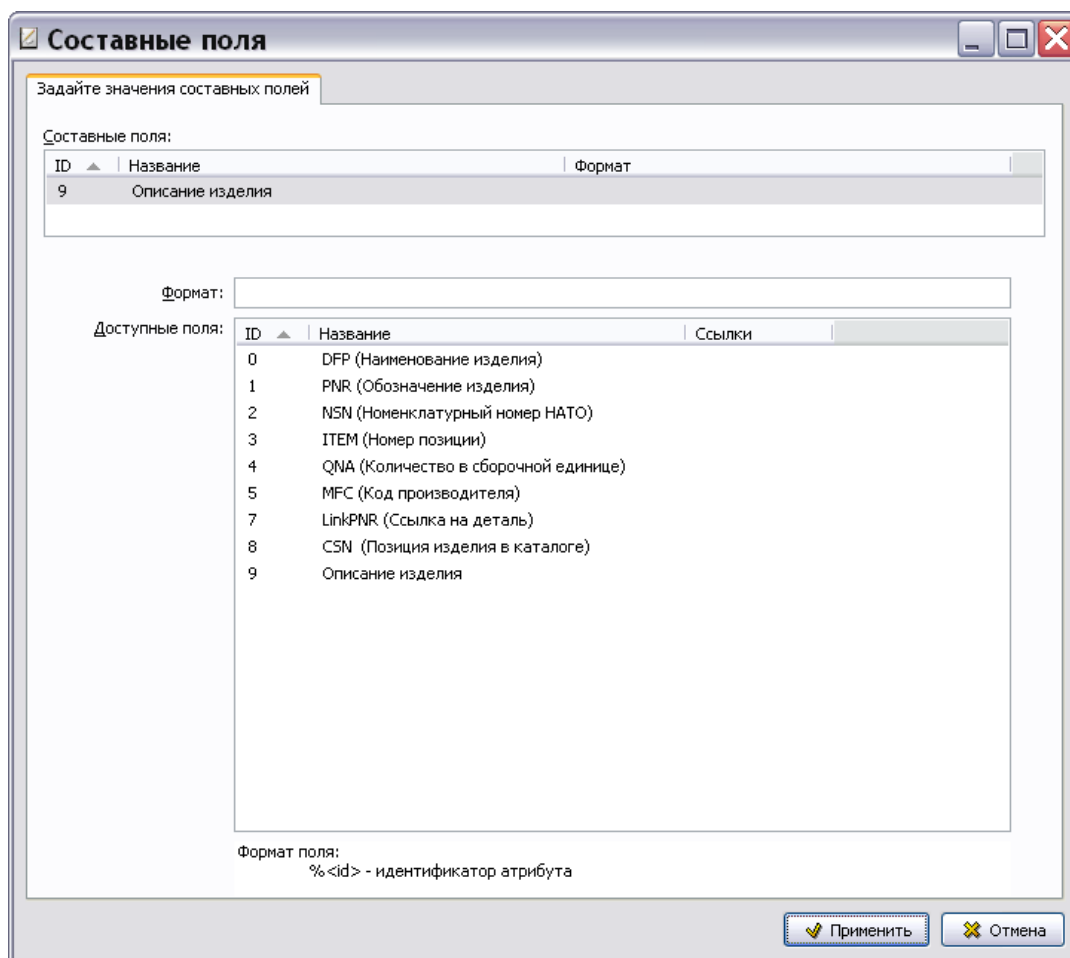 Составные поля
Задайте значения составных полей
Составные поля:
ID Название Формат
9 Описание изделия
Формат:
Доступные поля:
ID Название Ссылки
0 DFP (Наименование изделия)
1 PNR (Обозначение изделия)
2 NSN (Номенклатурный номер НАТО)
3 ITEM (Номер позиции)
4 QNA (Количество в сборочной единице)
5 MFC (Код производителя)
7 LinkPNR (Ссылка на деталь)
8 CSN (Позиция изделия в каталоге)
9 Описание изделия
Формат поля:
%<id> - идентификатор атрибута
Применить Отмена